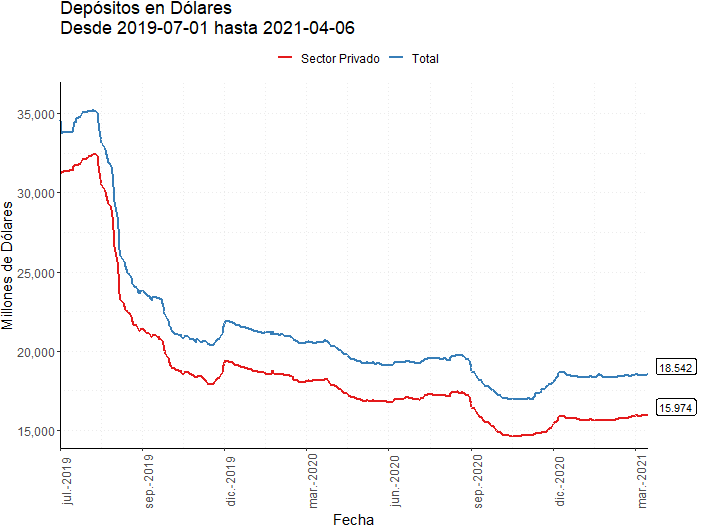 Depósitos en Dólares
Desde 2019-07-01 hasta 2021-04-06
Sector Privado Total
Millones de Dólares
35,000
30,000
25,000
20,000
15,000
18.542
15.974
jul.-2019
sep.-2019
dic.-2019
mar.-2020
jun.-2020
sep.-2020
dic.-2020
mar.-2021
Fecha